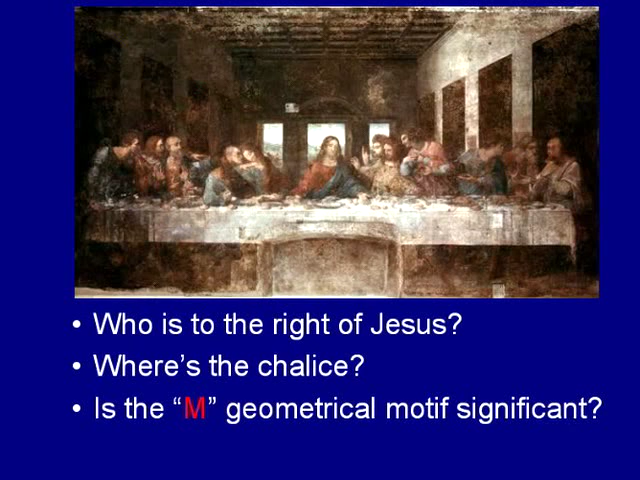 • Who is to the right of Jesus?
• Where’s the chalice?
• Is the “M” geometrical motif significant?